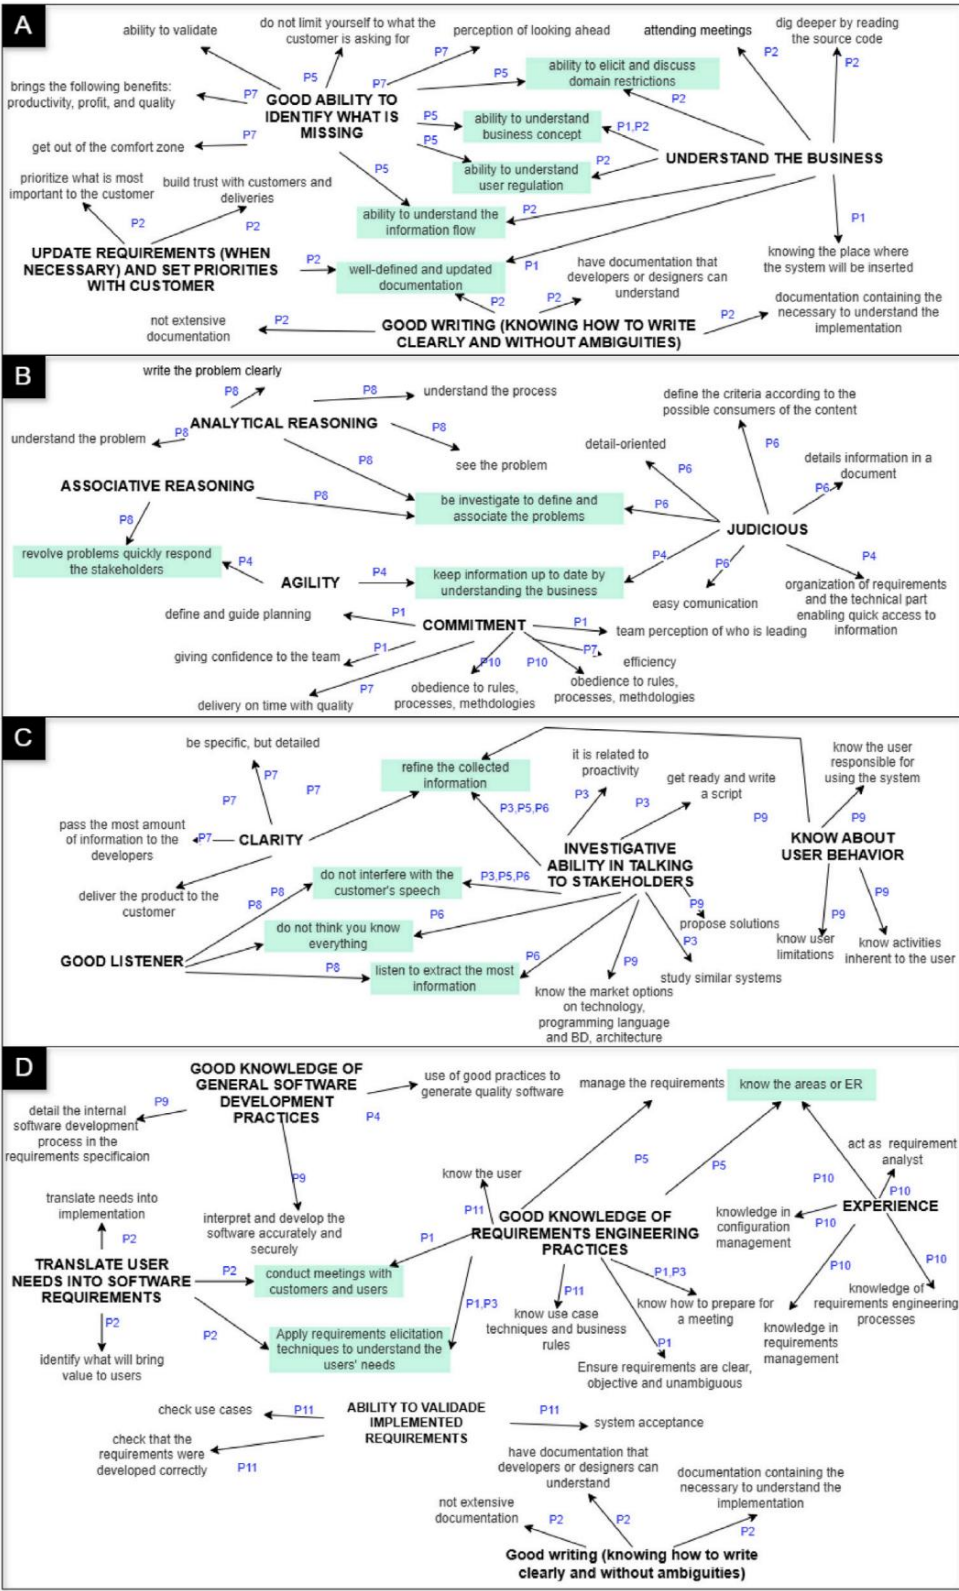 A
ability to validate
do not limit yourself to what the
customer is asking for
perception of looking ahead
attending meetings
dig deeper by reading
the source code
P5
P7
P7
P5
P2
P2
ability to elicit and discuss
domain restrictions
P2
brings the following benefits:
productivity, profit, and quality
P7
GOOD ABILITY TO
IDENTIFY WHAT IS
MISSING
P5
ability to understand
business concept
P1,P2
P7
get out of the comfort zone
P5
P2
UNDERSTAND THE BUSINESS
ability to understand
user regulation
P5
prioritize what is most
important to the customer
build trust with customers and
deliveries
P2
P2
ability to understand the
information flow
P2
P1
UPDATE REQUIREMENTS (WHEN
NECESSARY) AND SET PRIORITIES
WITH CUSTOMER
P2
well-defined and updated
documentation
P1
have documentation that
developers or designers can
understand
knowing the place where
the system will be inserted
P2
P2
documentation containing the
necessary to understand the
implementation
not extensive
documentation
P2
GOOD WRITING (KNOWING HOW TO WRITE
CLEARLY AND WITHOUT AMBIGUITIES)
P2
B
write the problem clearly
P8
P8
understand the process
define the criteria according to the
possible consumers of the content
understand the problem
P8
ANALYTICAL REASONING
P8
detail-oriented
P6
P8
see the problem
P6
details information in a
document
P6
ASSOCIATIVE REASONING
P8
be investigate to define and
associate the problems
P6
JUDICIOUS
P8
revolve problems quickly respond
the stakeholders
P4
AGILITY
P4
keep information up to date by
understanding the business
P4
P6
P4
easy comunication
organization of requirements
and the technical part
enabling quick access to
information
define and guide planning
P1
COMMITMENT
P1
team perception of who is leading
giving confidence to the team
P1
P10
P10
P7
efficiency
P7
delivery on time with quality
obedience to rules,
processes, methdologies
obedience to rules,
processes, methdologies
C
be specific, but detailed
P7
P7
P7
refine the collected
information
it is related to
proactivity
know the user
responsible for
using the system
get ready and write
a script
P3,P5,P6
P3
P3
P9
P9
pass the most amount
of information to the
developers
P7
CLARITY
INVESTIGATIVE
ABILITY IN TALKING
TO STAKEHOLDERS
KNOW ABOUT
USER BEHAVIOR
deliver the product to the
customer
P8
P8
do not interfere with the
customer's speech
P3,P5,P6
P9
P9
P9
do not think you know
everything
P6
propose solutions
P3
know user
limitations
know activities
inherent to the user
GOOD LISTENER
P8
listen to extract the most
information
P6
P9
study similar systems
know the market options
on technology,
programming language
and BD, architecture
D
GOOD KNOWLEDGE OF
GENERAL SOFTWARE
DEVELOPMENT
PRACTICES
use of good practices to
generate quality software
P4
manage the requirements
know the areas or ER
P9
detail the internal
software development
process in the
requirements specificaion
P9
interpret and develop the
software accurately and
securely
know the user
P11
P5
P5
act as requirement
analyst
P10
P10
EXPERIENCE
knowledge in
configuration
management
P10
P10
P10
translate needs into
implementation
P2
GOOD KNOWLEDGE OF
REQUIREMENTS ENGINEERING
PRACTICES
P1
TRANSLATE USER
NEEDS INTO SOFTWARE
REQUIREMENTS
P2
conduct meetings with
customers and users
P1,P3
P11
P1,P3
know how to prepare for
a meeting
know use case
techniques and business
rules
knowledge of
requirements engineering
processes
knowledge in
requirements
management
P2
P2
Apply requirements elicitation
techniques to understand the
users' needs
P1
identify what will bring
value to users
Ensure requirements are clear,
objective and unambiguous
check use cases
P11
ABILITY TO VALIDADE
IMPLEMENTED
REQUIREMENTS
P11
system acceptance
check that the
requirements were
developed correctly
P11
have documentation that
developers or designers can
understand
documentation containing the
necessary to understand the
implementation
not extensive
documentation
P2
P2
P2
Good writing (knowing how to write
clearly and without ambiguities)